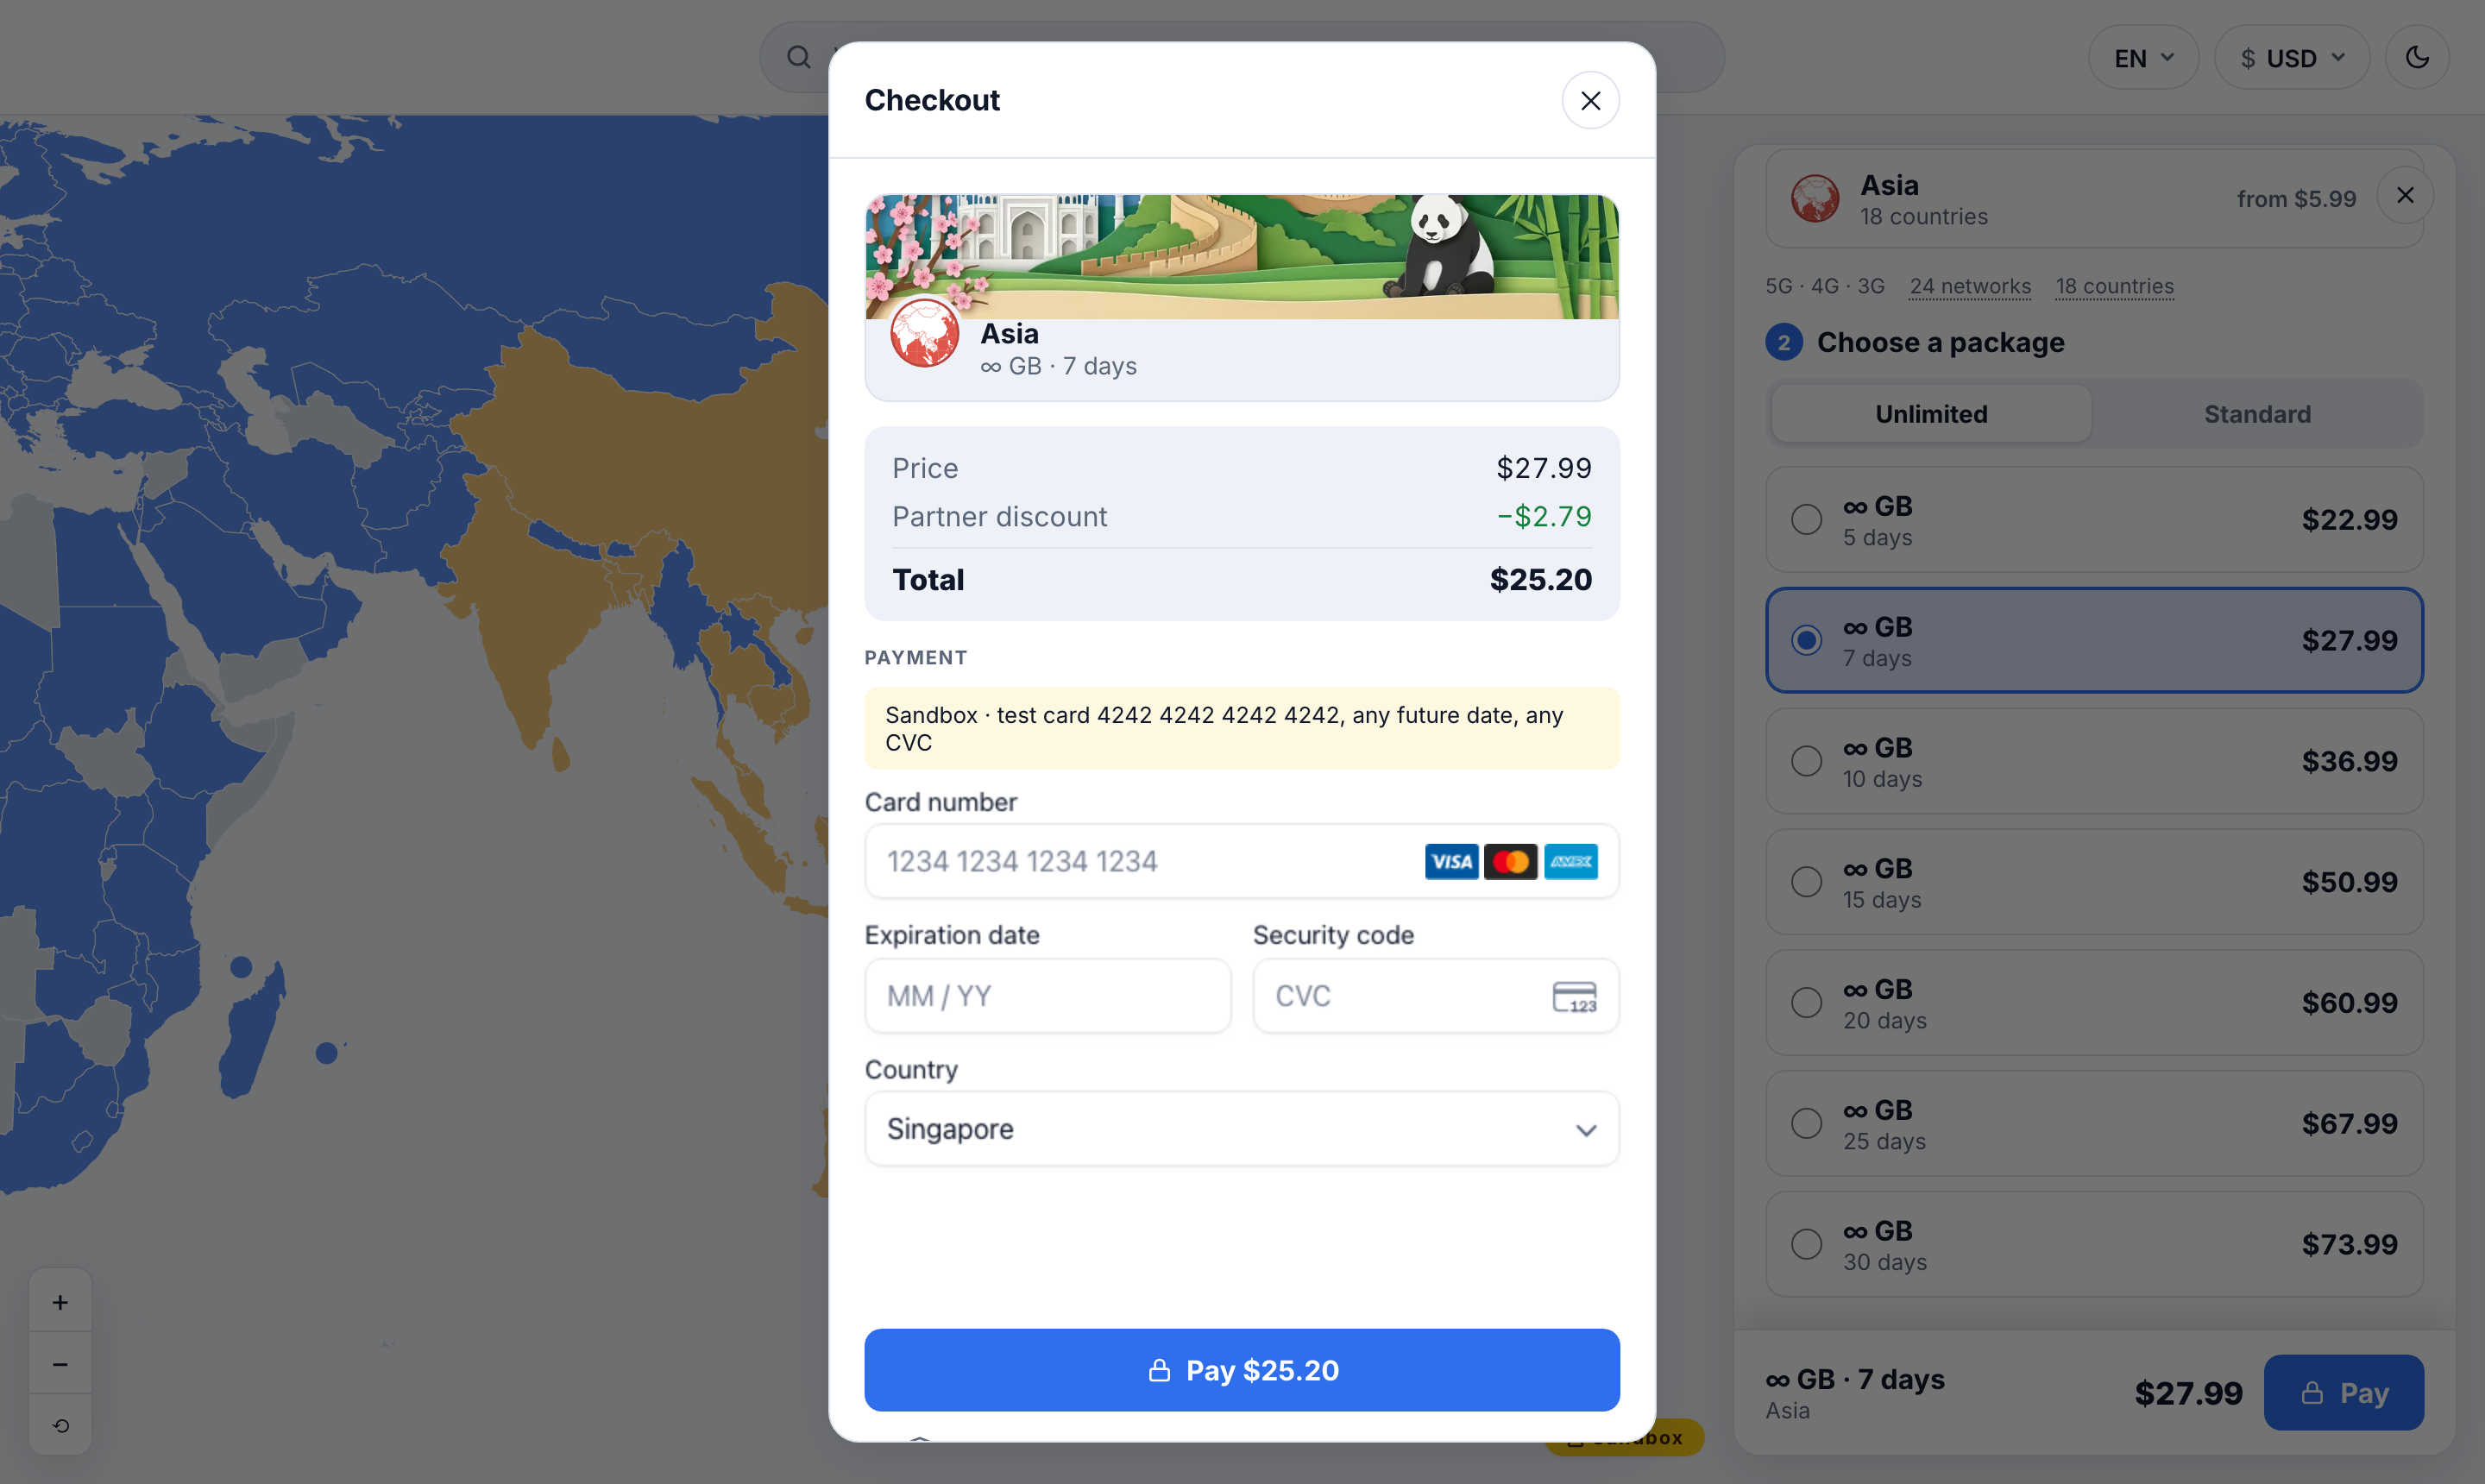 EN
$ USD
Checkout
Asia
∞ GB · 7 days
Price
$27.99
Partner discount
−$2.79
Total
$25.20
PAYMENT
Sandbox · test card 4242 4242 4242 4242, any future date, any
CVC
Card number
1234 1234 1234 1234
VISA
AMEX
Expiration date
MM / YY
Security code
CVC
123
Country
Singapore
Pay $25.20
Asia
18 countries
from $5.99
5G · 4G · 3G
24 networks
18 countries
2
Choose a package
Unlimited
Standard
∞ GB
5 days
$22.99
∞ GB
7 days
$27.99
∞ GB
10 days
$36.99
∞ GB
15 days
$50.99
∞ GB
20 days
$60.99
∞ GB
25 days
$67.99
∞ GB
30 days
$73.99
∞ GB · 7 days
Asia
$27.99
Pay